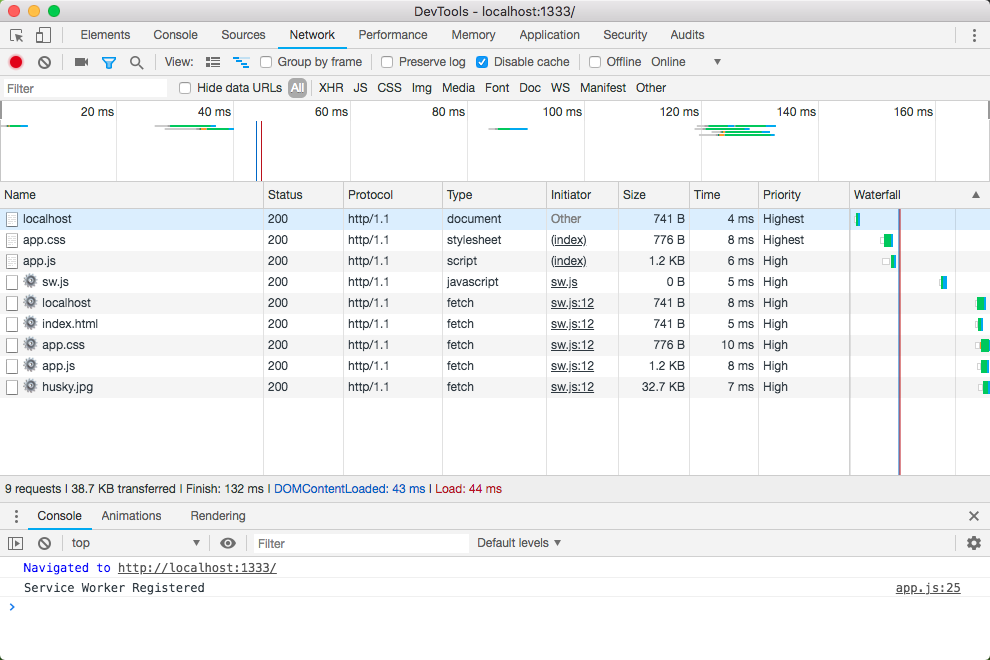 DevTools - localhost:1333/
Elements Console Sources Network Performance Memory Application Security Audits
View: Group by frame Preserve log Disable cache Offline Online
Filter Hide data URLs All XHR JS CSS Img Media Font Doc WS Manifest Other
20 ms 40 ms 60 ms 80 ms 100 ms 120 ms 140 ms 160 ms
Name Status Protocol Type Initiator Size Time Priority Waterfall
localhost 200 http/1.1 document Other 741 B 4 ms Highest
app.css 200 http/1.1 stylesheet (index) 776 B 8 ms Highest
app.js 200 http/1.1 script (index) 1.2 KB 6 ms High
sw.js 200 http/1.1 javascript sw.js 0 B 5 ms High
localhost 200 http/1.1 fetch sw.js:12 741 B 8 ms High
index.html 200 http/1.1 fetch sw.js:12 741 B 5 ms High
app.css 200 http/1.1 fetch sw.js:12 776 B 10 ms High
app.js 200 http/1.1 fetch sw.js:12 1.2 KB 8 ms High
husky.jpg 200 http/1.1 fetch sw.js:12 32.7 KB 7 ms High
9 requests | 38.7 KB transferred | Finish: 132 ms | DOMContentLoaded: 43 ms | Load: 44 ms
Console Animations Rendering
top Filter Default levels
Navigated to http://localhost:1333/
Service Worker Registered app.js:25